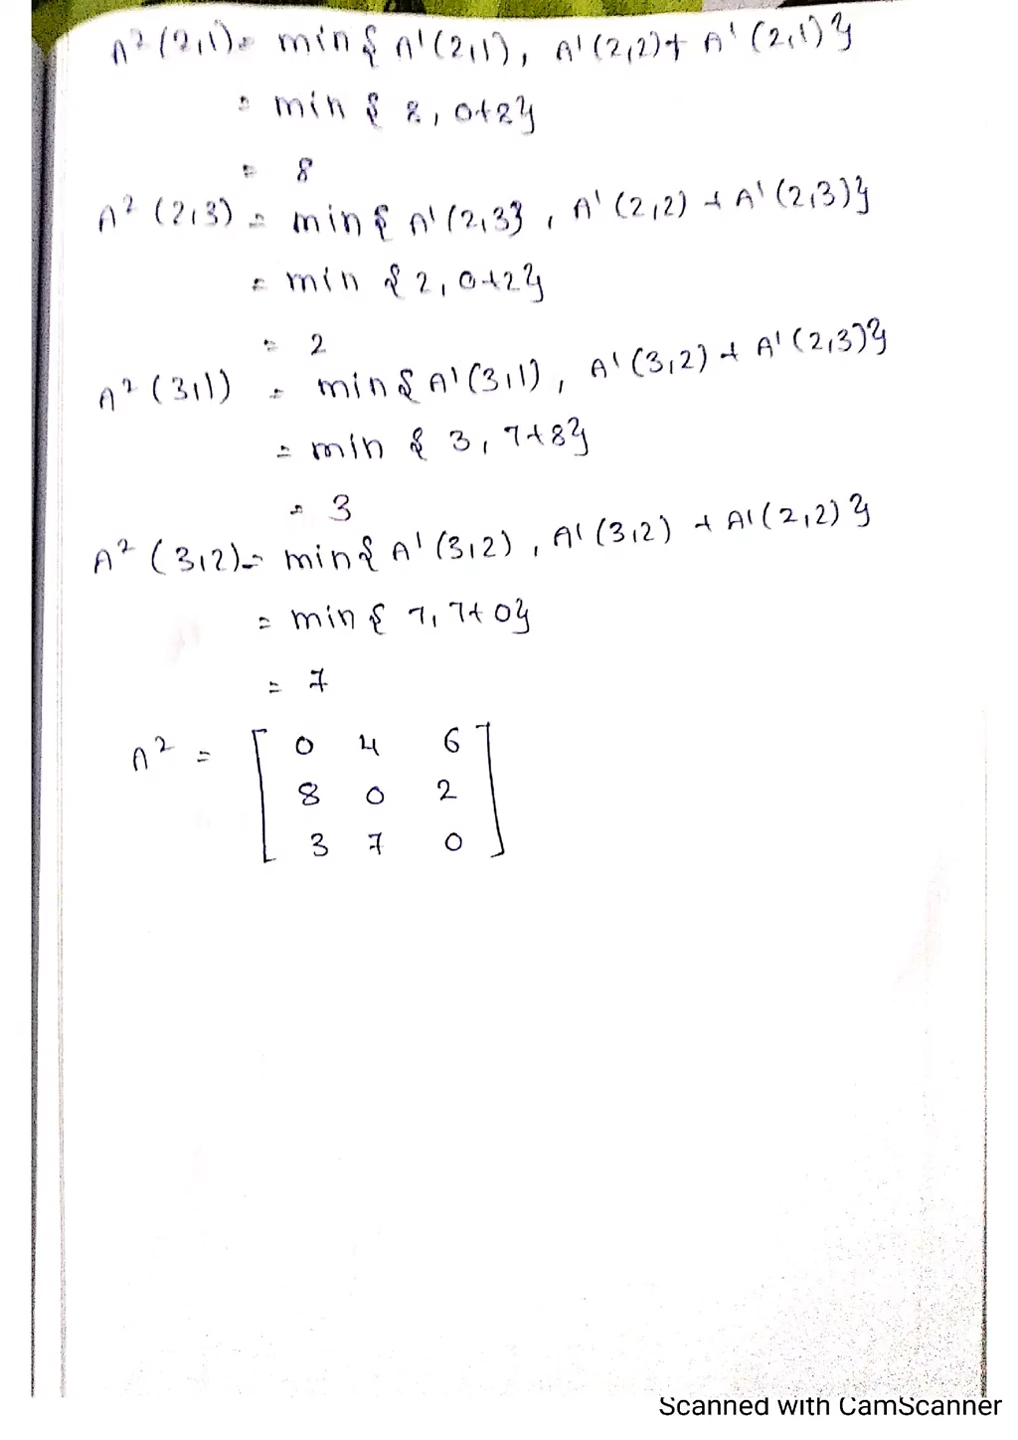 A²(2,1) = min{ A¹(2,1), A¹(2,2) + A¹(2,1)}
= min { 8, 0+8}
= 8
A²(2,3) = min{ A¹(2,3}, A¹(2,2) + A¹(2,3)}
= min {2, 0+2}
= 2
A²(3,1) = min{A¹(3,1), A¹(3,2) + A¹(2,3)}
= min { 3, 7+8}
= 3
A²(3,2) = min{ A¹(3,2), A¹(3,2) + A¹(2,2)}
= min{ 7, 7+0}
= 7
A² = [ 0 4 6 ]
8 0 2
3 7 0
Scanned with CamScanner